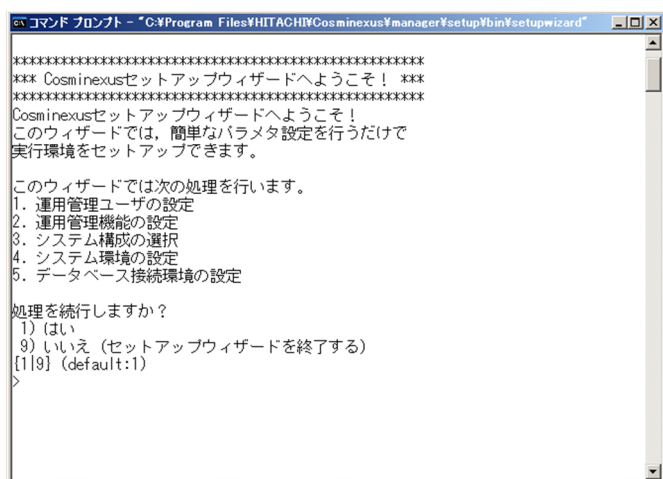 コマンド プロンプト - "C:¥Program Files¥HITACHI¥Cosminexus¥manager¥setup¥bin¥setupwizard"
***************************************************
*** Cosminexusセットアップウィザードへようこそ！ ***
***************************************************
Cosminexusセットアップウィザードへようこそ！
このウィザードでは，簡単なパラメタ設定を行うだけで
実行環境をセットアップできます。
このウィザードでは次の処理を行います。
1. 運用管理ユーザの設定
2. 運用管理機能の設定
3. システム構成の選択
4. システム環境の設定
5. データベース接続環境の設定
処理を続行しますか？
1) はい
9) いいえ（セットアップウィザードを終了する）
{1|9} (default:1)
>